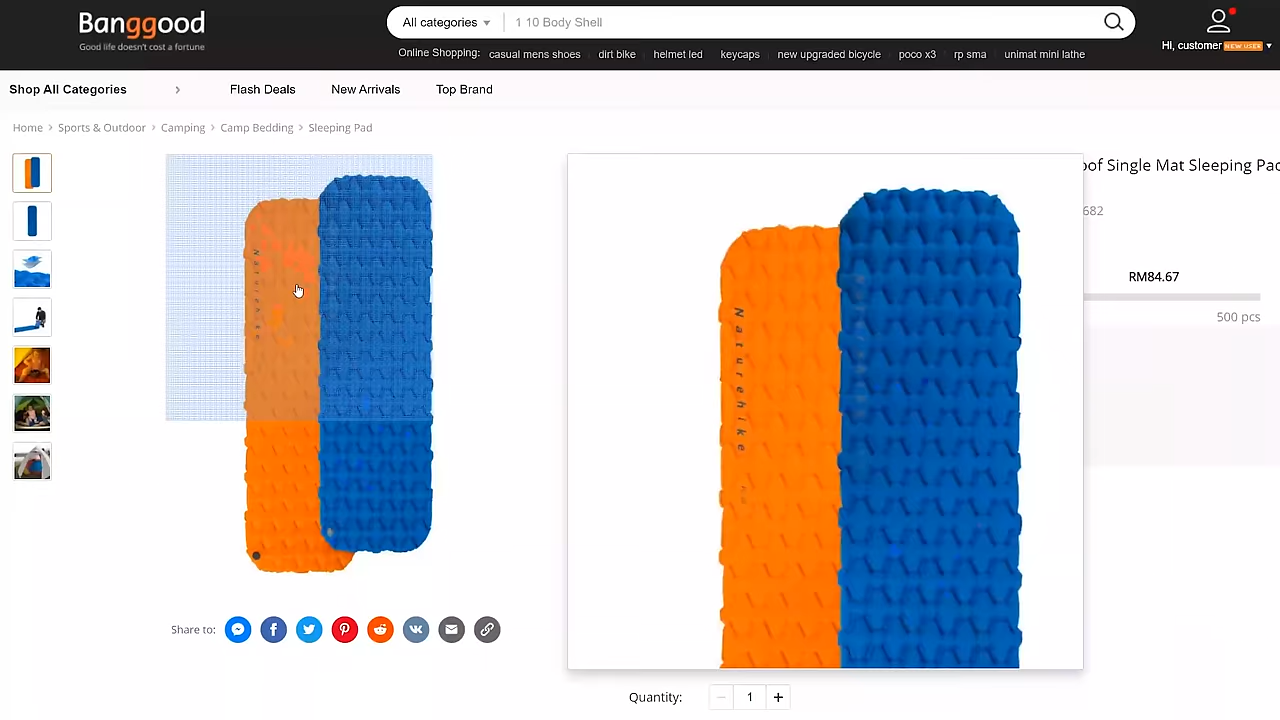 Banggood
Good life doesn't cost a fortune
All categories
1 10 Body Shell
Hi, customer NEW USER
Online Shopping: casual mens shoes dirt bike helmet led keycaps new upgraded bicycle poco x3 rp sma unimat mini lathe
Shop All Categories > Flash Deals New Arrivals Top Brand
Home > Sports & Outdoor > Camping > Camp Bedding > Sleeping Pad
oof Single Mat Sleeping Pad
682
RM84.67
500 pcs
Naturehike
Naturehike
Share to:
Quantity: − 1 +